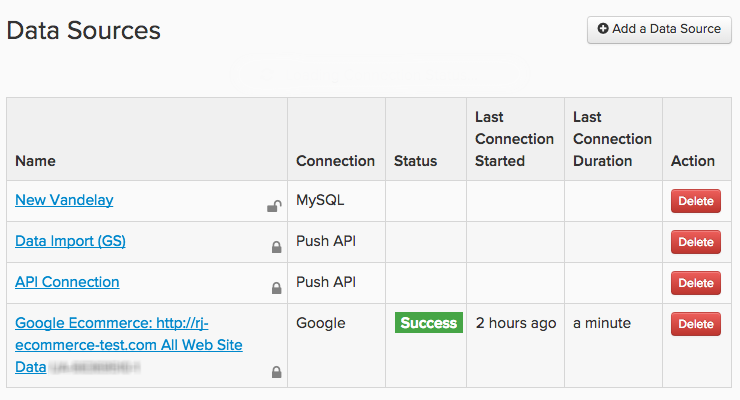 Data Sources
Add a Data Source
Name
Connection
Status
Last
Connection
Started
Last
Connection
Duration
Action
New Vandelay
MySQL
Delete
Data Import (GS)
Push API
Delete
API Connection
Push API
Delete
Google Ecommerce: http://rj-
ecommerce-test.com All Web Site
Data
Google
Success
2 hours ago
a minute
Delete